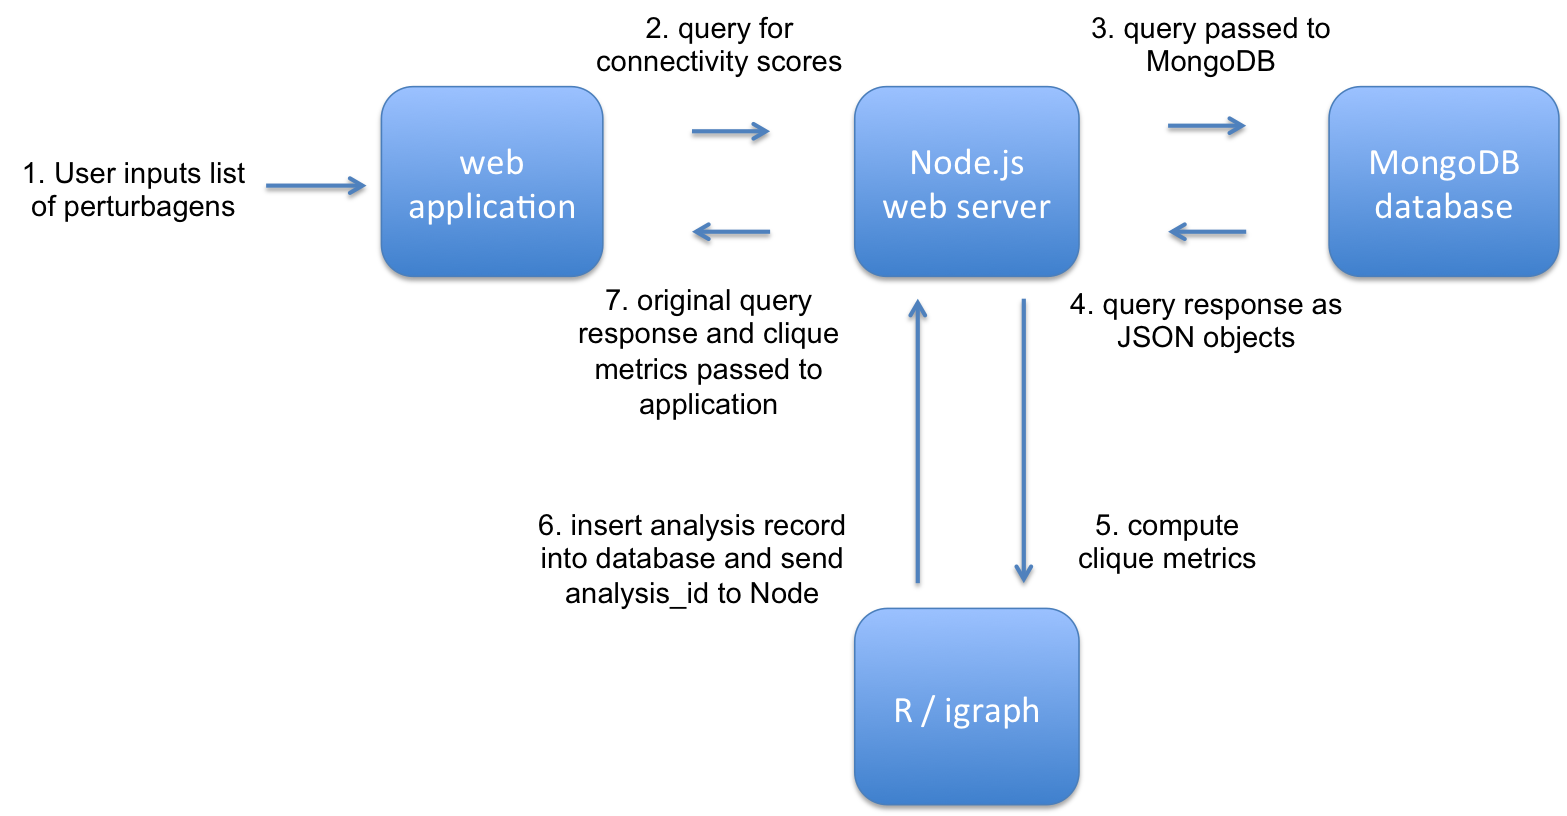 1. User inputs list
of perturbagens
web
application
2. query for
connectivity scores
Node.js
web server
3. query passed to
MongoDB
MongoDB
database
4. query response as
JSON objects
5. compute
clique metrics
R / igraph
6. insert analysis record
into database and send
analysis_id to Node
7. original query
response and clique
metrics passed to
application